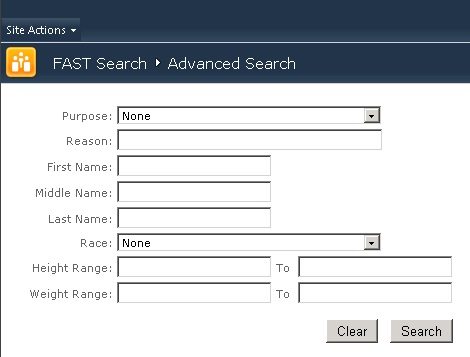 Site Actions
FAST Search ▸ Advanced Search
Purpose: None
Reason:
First Name:
Middle Name:
Last Name:
Race: None
Height Range: To
Weight Range: To
Clear Search